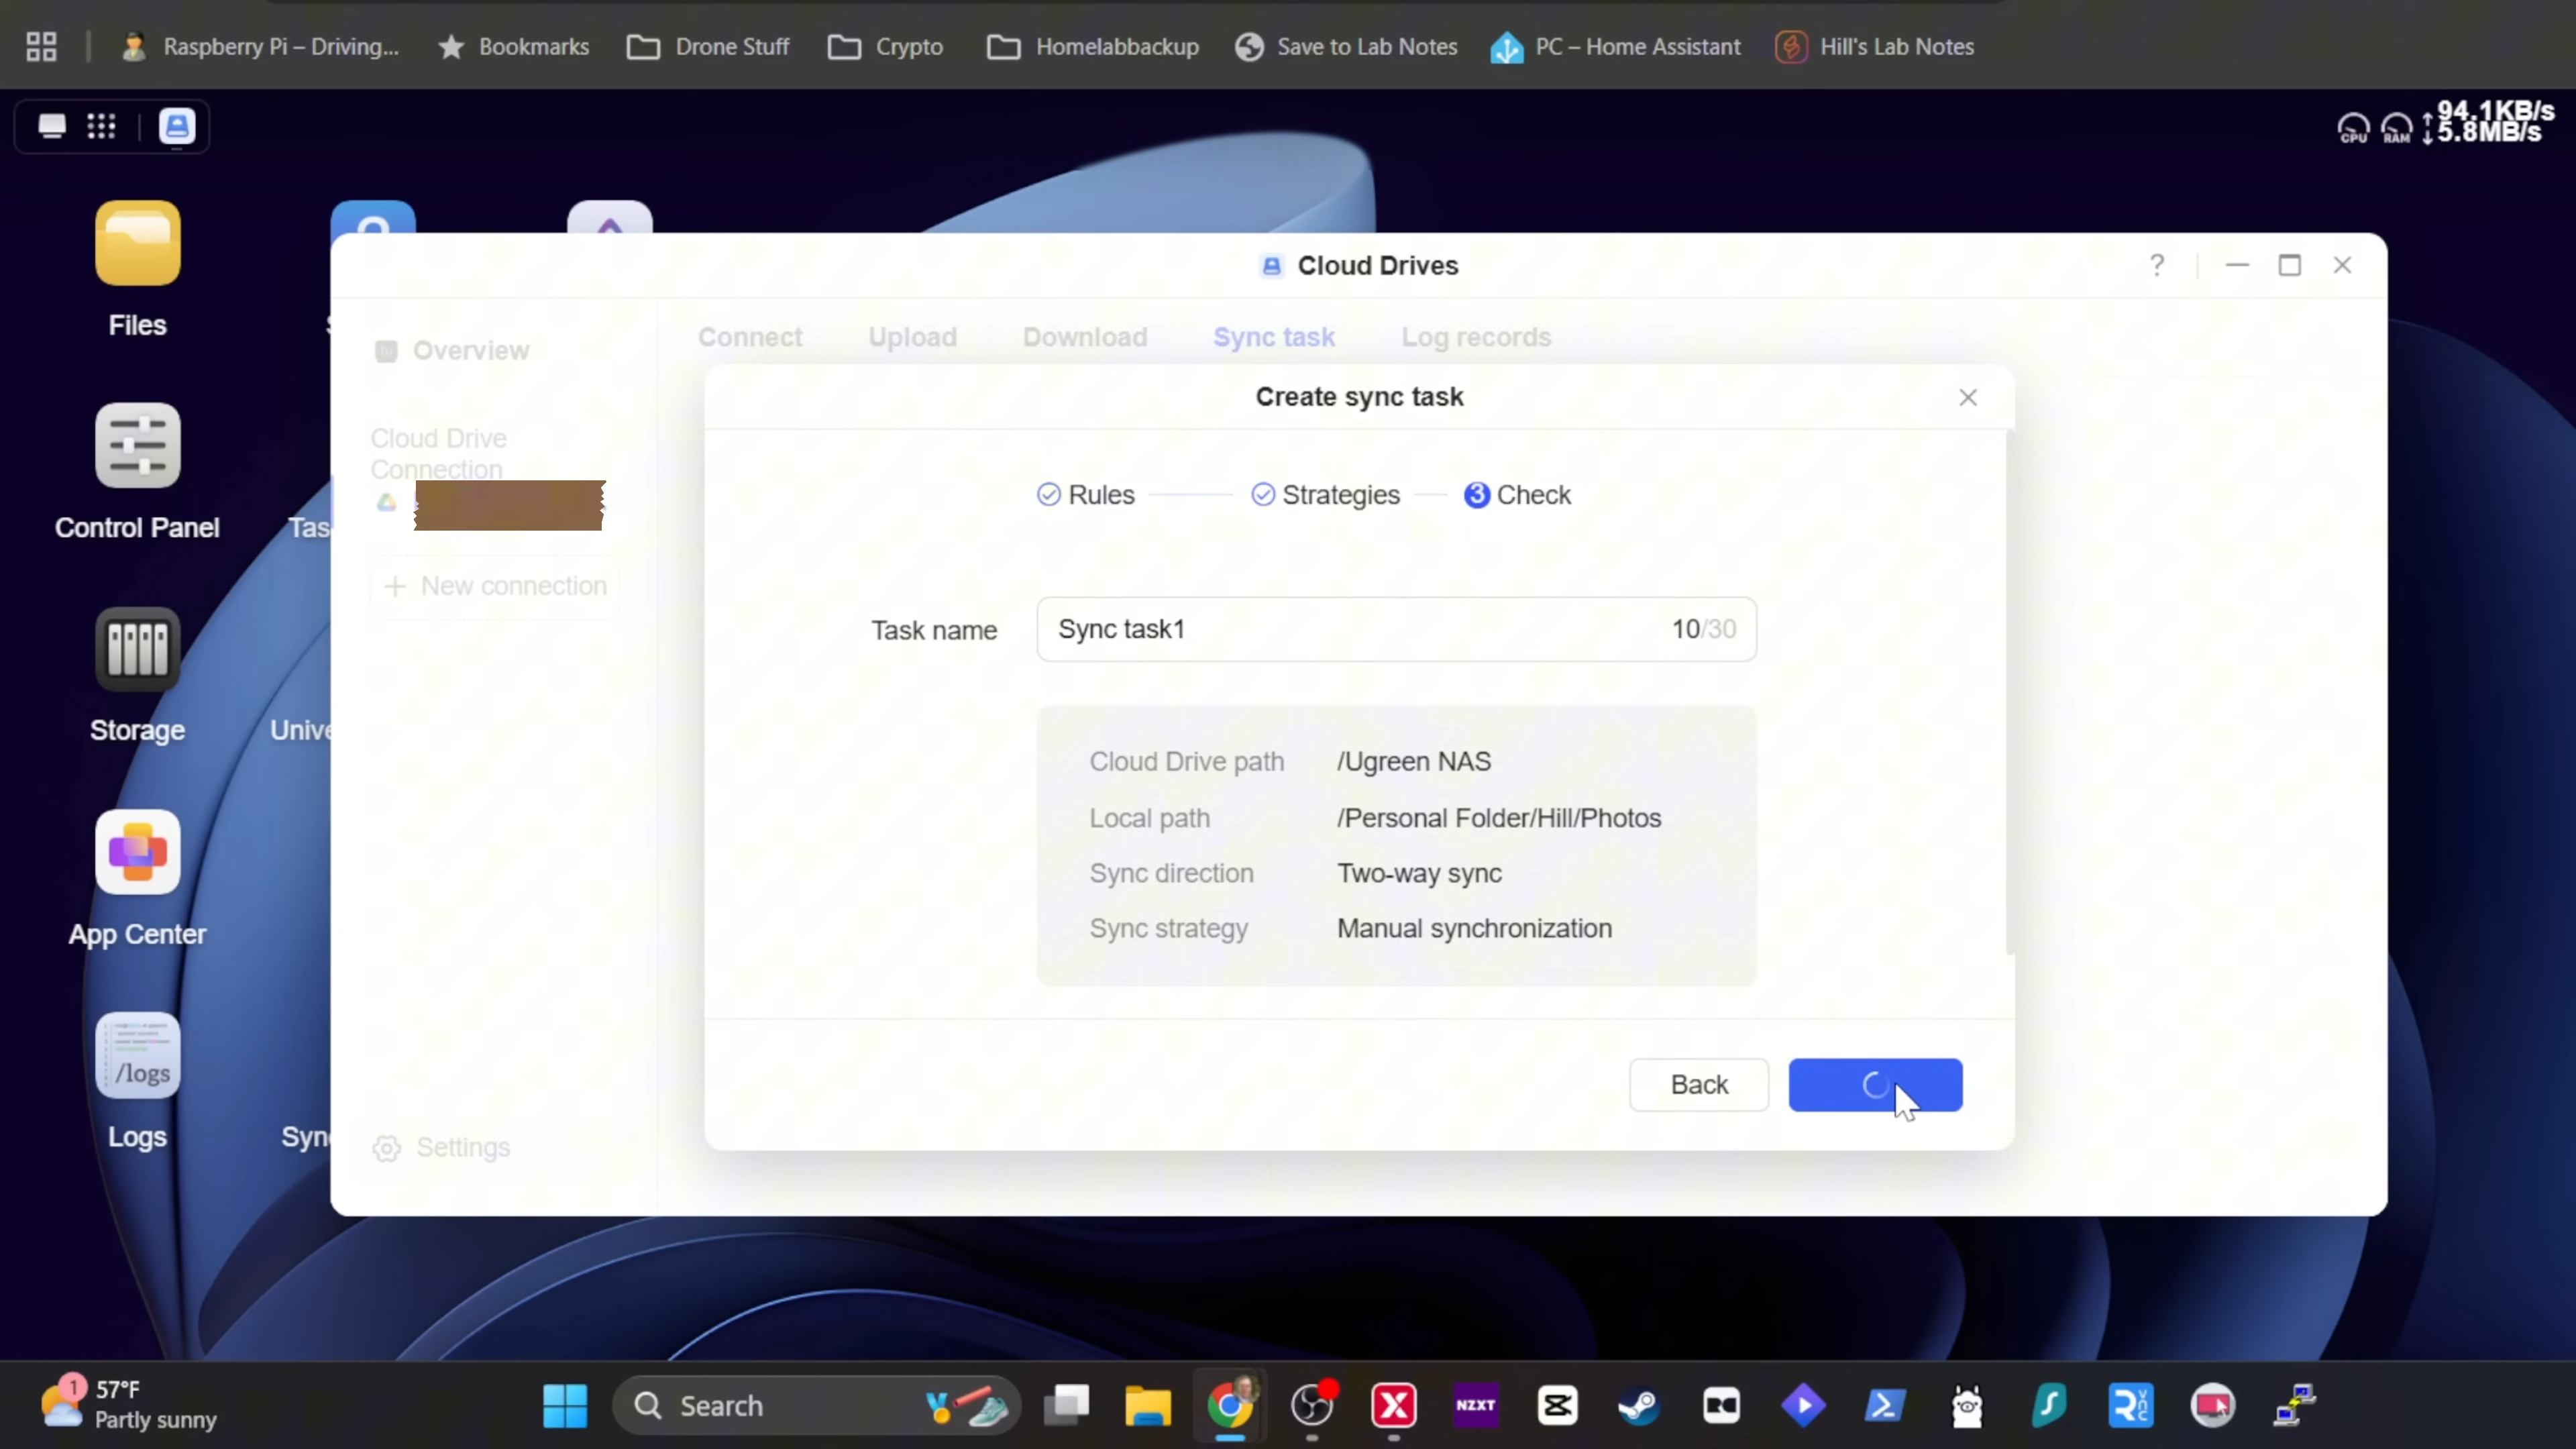 Raspberry Pi – Driving...
Bookmarks
Drone Stuff
Crypto
Homelabbackup
Save to Lab Notes
PC – Home Assistant
Hill's Lab Notes
CPU
RAM
94.1KB/s
5.8MB/s
Files
Control Panel
Storage
App Center
/logs
Logs
Tas
Unive
Syn
Cloud Drives
?
Overview
Cloud Drive
Connection
New connection
Settings
Connect
Upload
Download
Sync task
Log records
Create sync task
Rules
Strategies
3 Check
Task name
Sync task1
10/30
Cloud Drive path /Ugreen NAS
Local path /Personal Folder/Hill/Photos
Sync direction Two-way sync
Sync strategy Manual synchronization
Back
1
57°F
Partly sunny
Search
NZXT